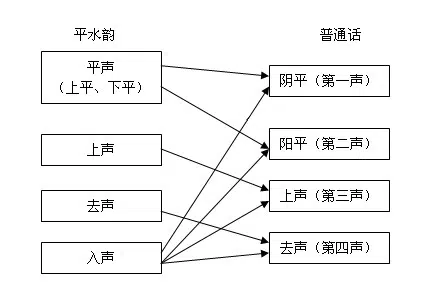 平水韵
普通话
平声
（上平、下平）
上声
去声
入声
阴平（第一声）
阳平（第二声）
上声（第三声）
去声（第四声）